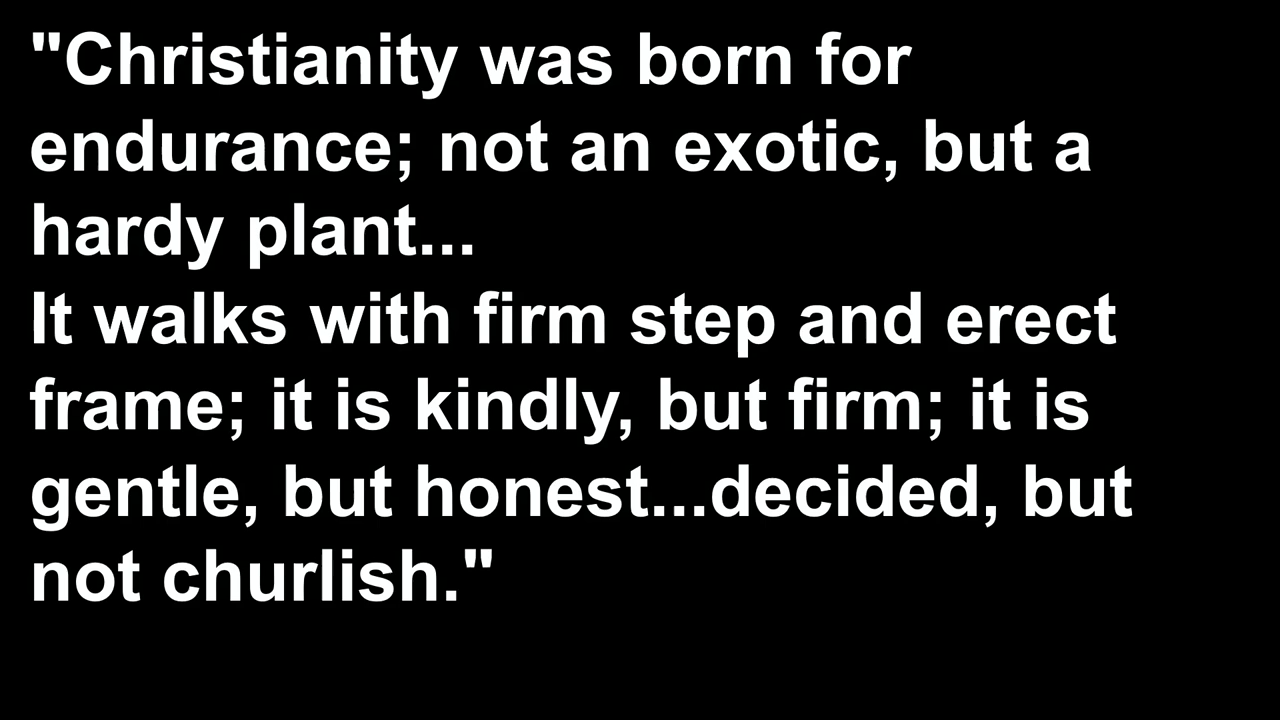 "Christianity was born for
endurance; not an exotic, but a
hardy plant...
It walks with firm step and erect
frame; it is kindly, but firm; it is
gentle, but honest...decided, but
not churlish."